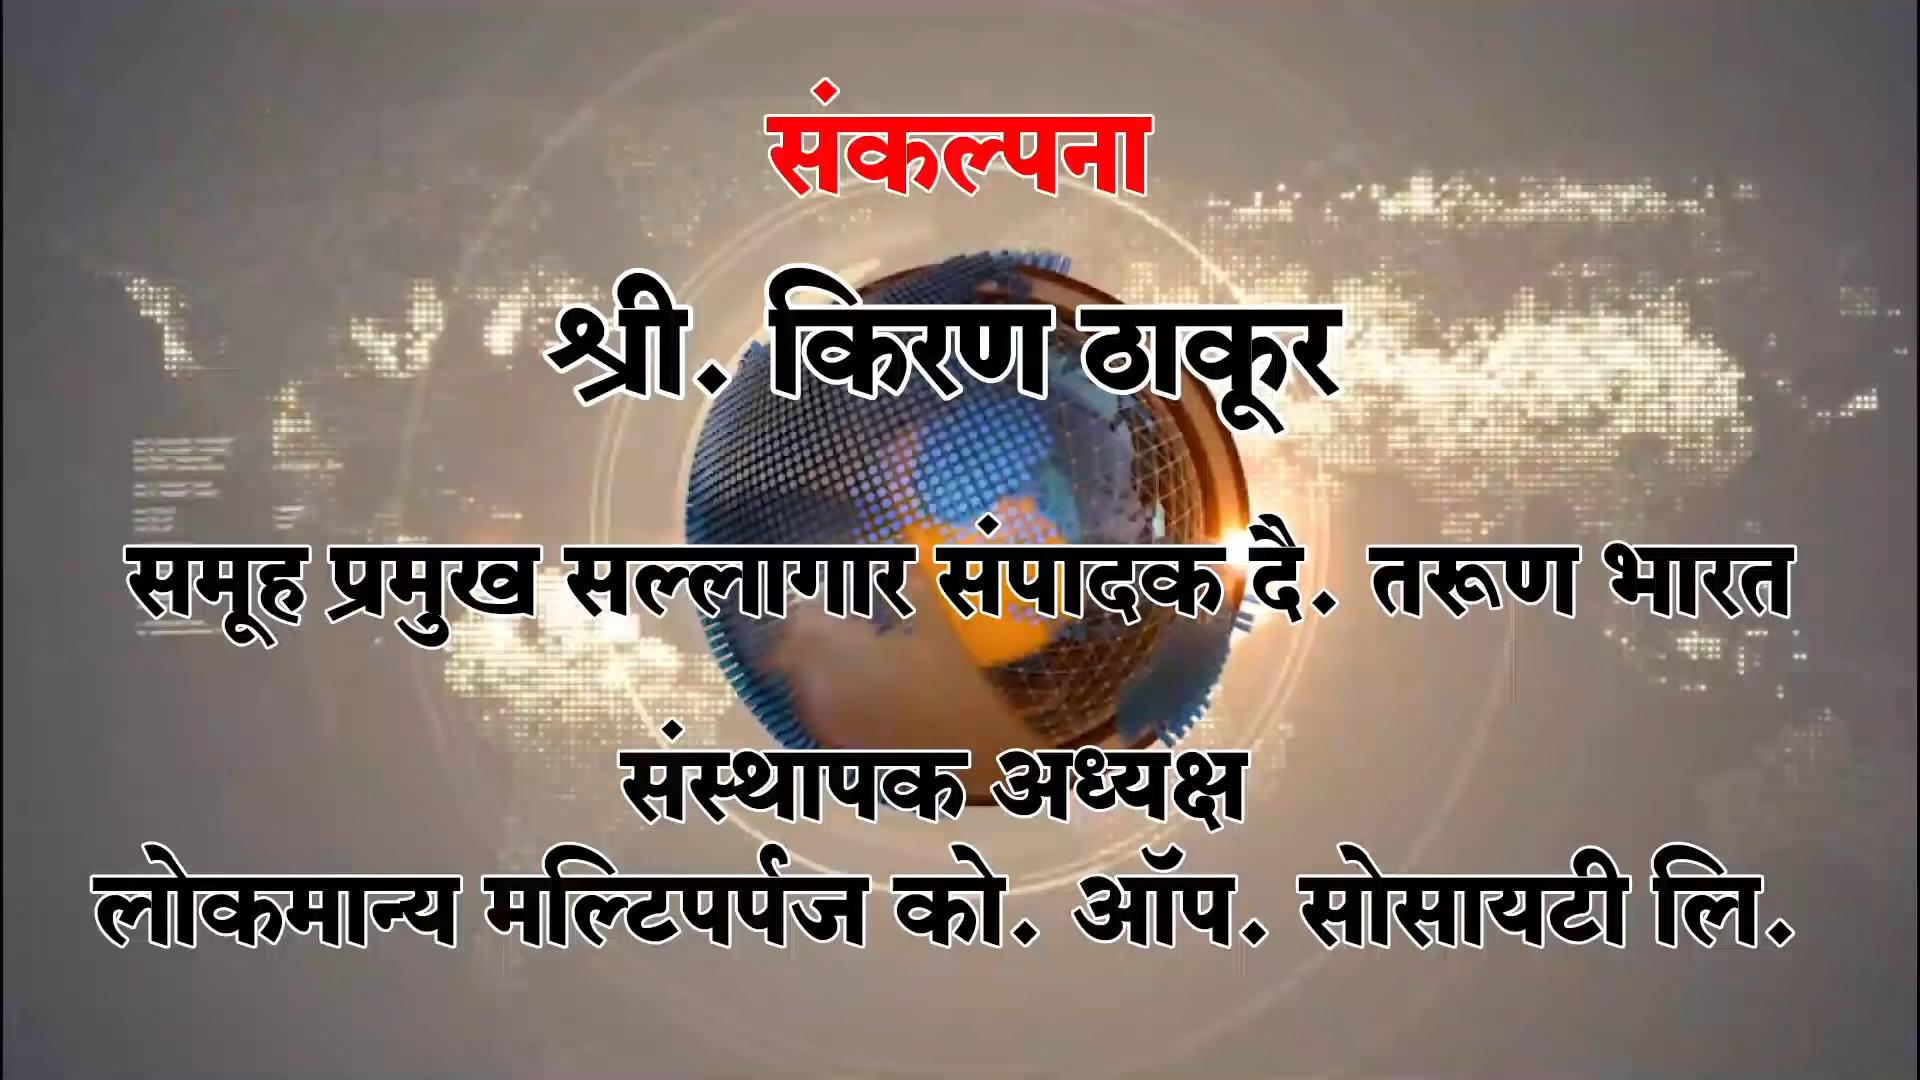 संकल्पना
श्री. किरण ठाकूर
समूह प्रमुख सल्लागार संपादक दै. तरूण भारत
संस्थापक अध्यक्ष
लोकमान्य मल्टिपर्पज को. ऑप. सोसायटी लि.